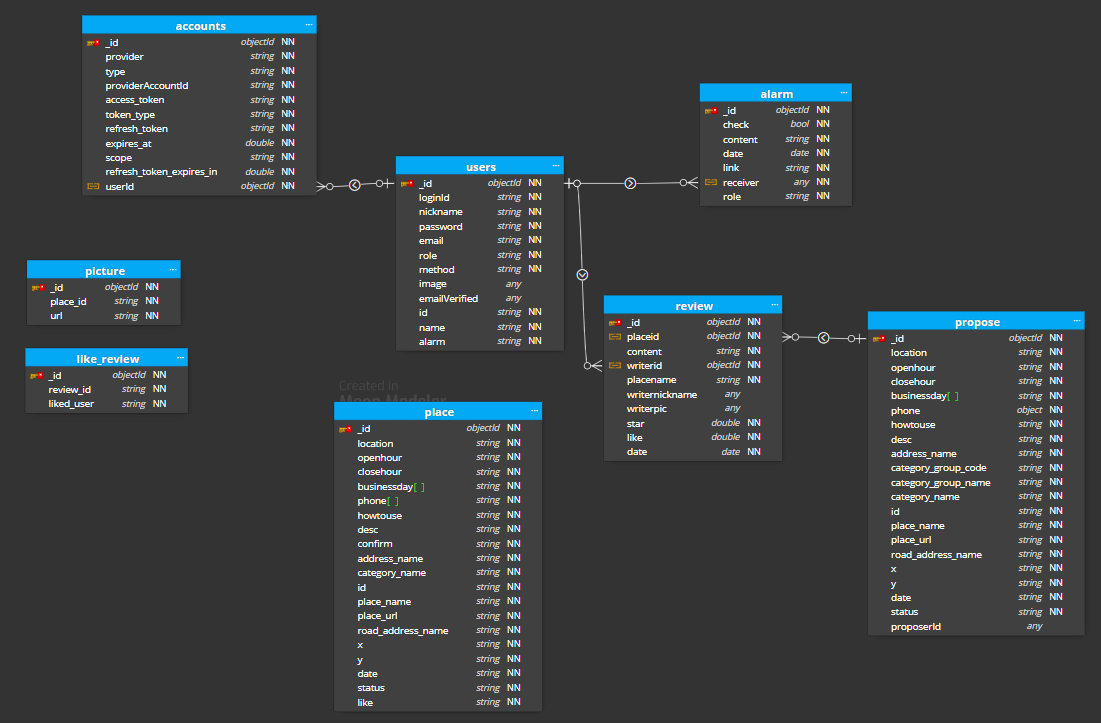 accounts ...
_id objectId NN
provider string NN
type string NN
providerAccountId string NN
access_token string NN
token_type string NN
refresh_token string NN
expires_at double NN
scope string NN
refresh_token_expires_in double NN
userId objectId NN
alarm ...
_id objectId NN
check bool NN
content string NN
date date NN
link string NN
receiver any NN
role string NN
users ...
_id objectId NN
loginId string NN
nickname string NN
password string NN
email string NN
role string NN
method string NN
image any
emailVerified any
id string NN
name string NN
alarm string NN
picture ...
_id objectId NN
place_id string NN
url string NN
review ...
_id objectId NN
placeid objectId NN
content string NN
writerid objectId NN
placename string NN
writernickname any
writerpic any
star double NN
like double NN
date date NN
propose ...
_id objectId NN
location string NN
openhour string NN
closehour string NN
businessday[ ] string NN
phone object NN
howtouse string NN
desc string NN
address_name string NN
category_group_code string NN
category_group_name string NN
category_name string NN
id string NN
place_name string NN
place_url string NN
road_address_name string NN
x string NN
y string NN
date string NN
status string NN
proposerId any
like_review ...
_id objectId NN
review_id string NN
liked_user string NN
Created in
Moon Modeler
place ...
_id objectId NN
location string NN
openhour string NN
closehour string NN
businessday[ ] string NN
phone[ ] string NN
howtouse string NN
desc string NN
confirm string NN
address_name string NN
category_name string NN
id string NN
place_name string NN
place_url string NN
road_address_name string NN
x string NN
y string NN
date string NN
status string NN
like string NN